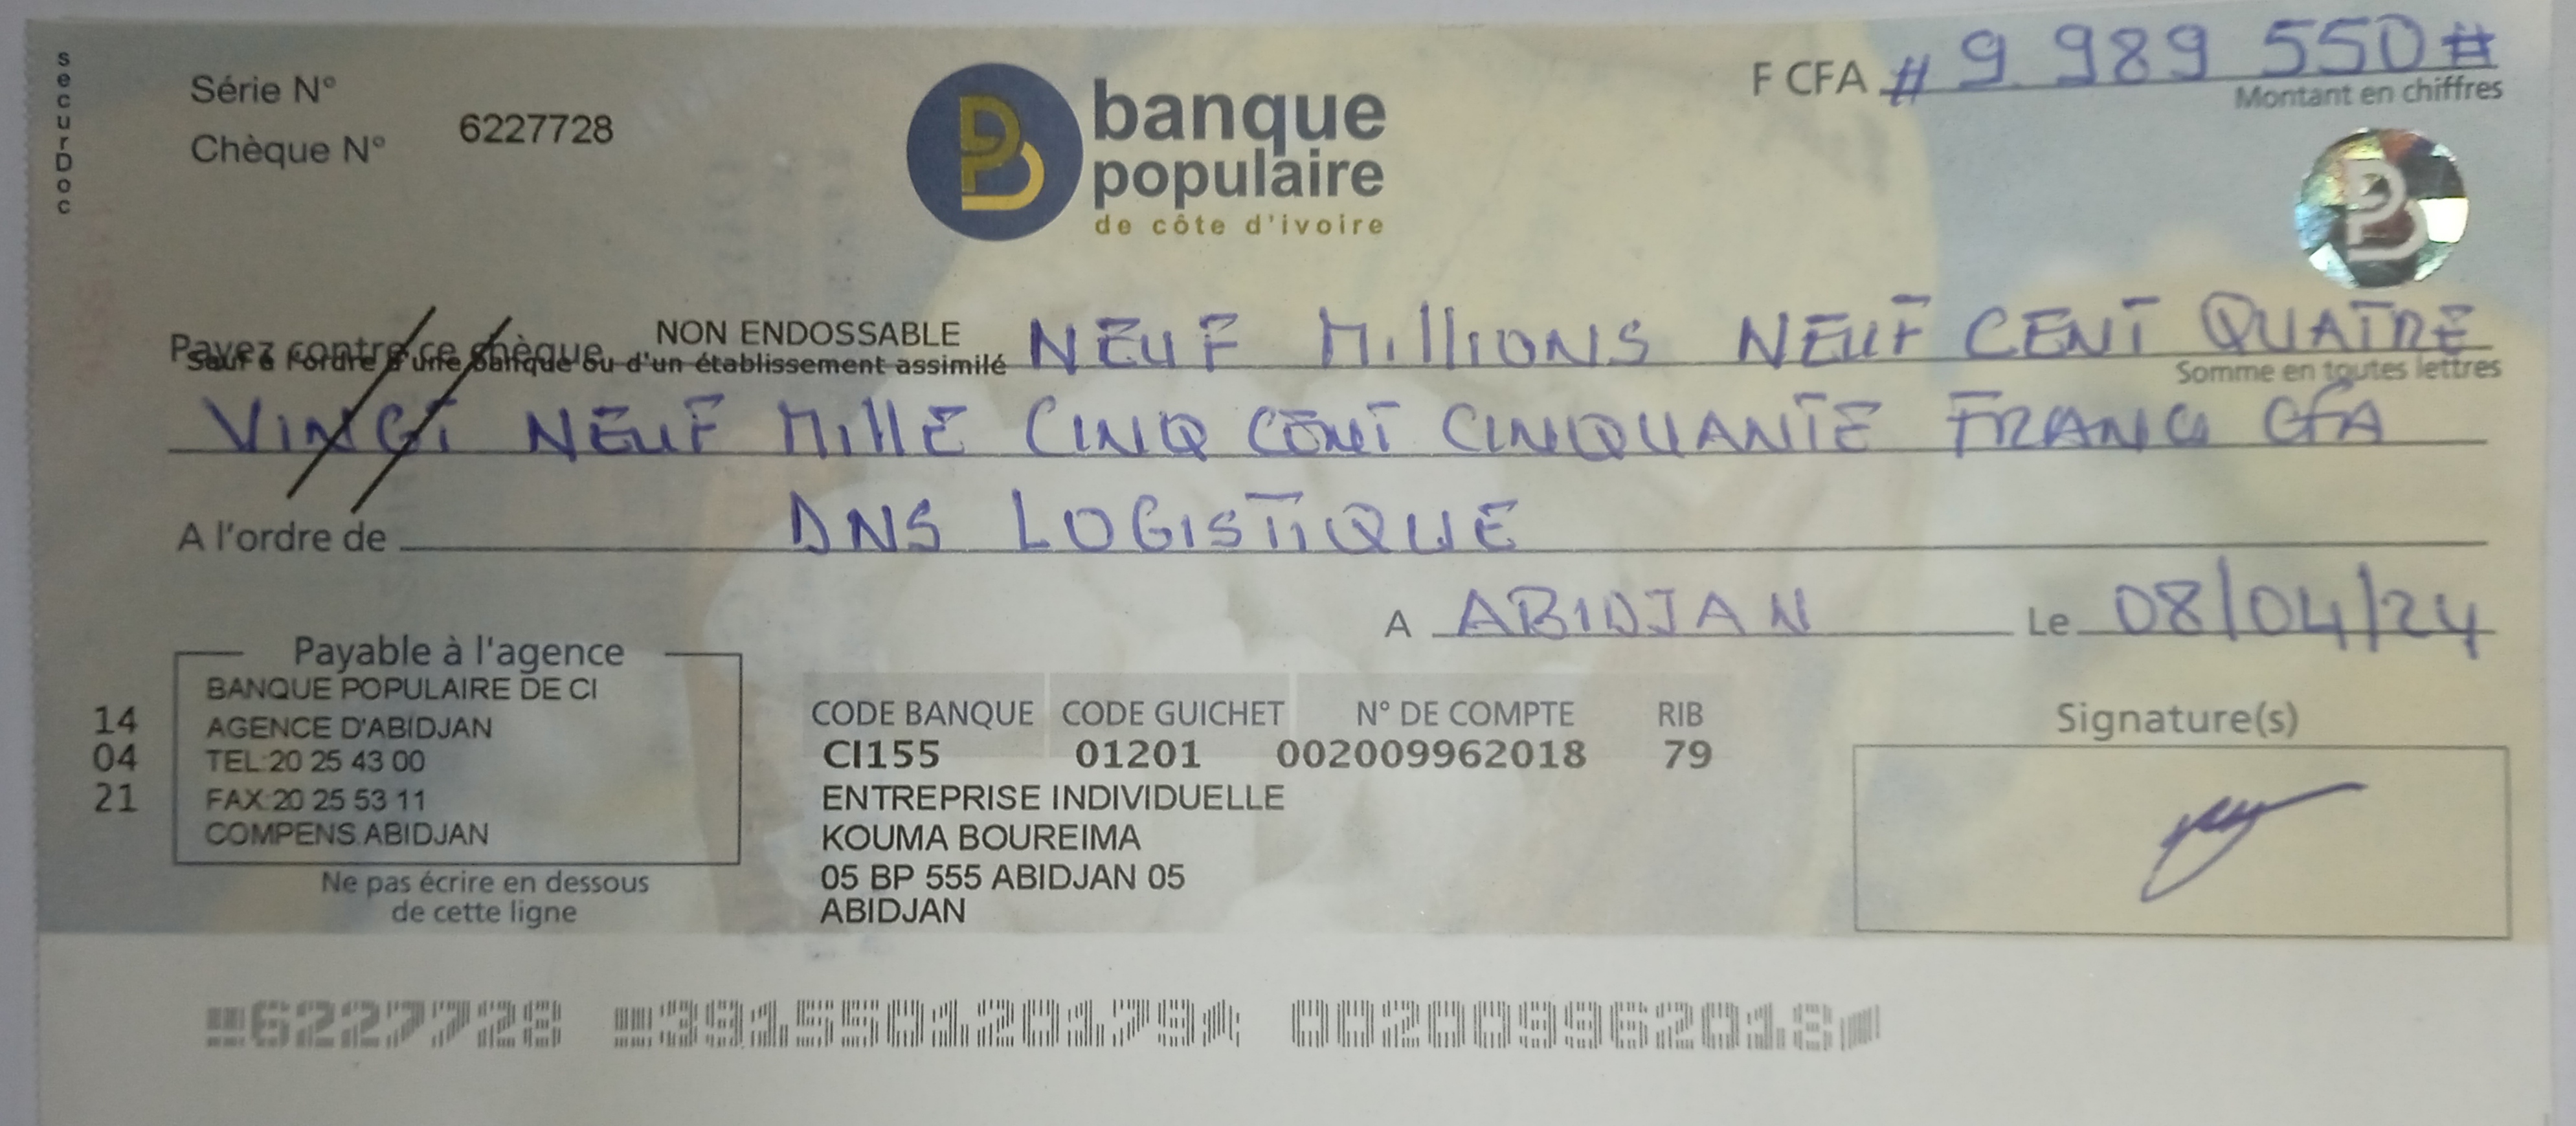 securDoc
Série N°
Chèque N° 6227728
banque
populaire
de côte d'ivoire
F CFA # 9 989 550 #
Montant en chiffres
Payez contre ce chèque NON ENDOSSABLE NEUF MILLIONS NEUF CENT QUATRE
Sauf à l'ordre d'une banque ou d'un établissement assimilé
Somme en toutes lettres
VINGT NEUF MILLE CINQ CENT CINQUANTE FRANCS CFA
A l'ordre de DNS LOGISTIQUE
A ABIDJAN Le 08/04/24
Payable à l'agence
BANQUE POPULAIRE DE CI
AGENCE D'ABIDJAN
TEL:20 25 43 00
FAX:20 25 53 11
COMPENS.ABIDJAN
14
04
21
Ne pas écrire en dessous
de cette ligne
CODE BANQUE CODE GUICHET N° DE COMPTE RIB
CI155 01201 002009962018 79
ENTREPRISE INDIVIDUELLE
KOUMA BOUREIMA
05 BP 555 ABIDJAN 05
ABIDJAN
Signature(s)
6227728 391550120179 002009962018